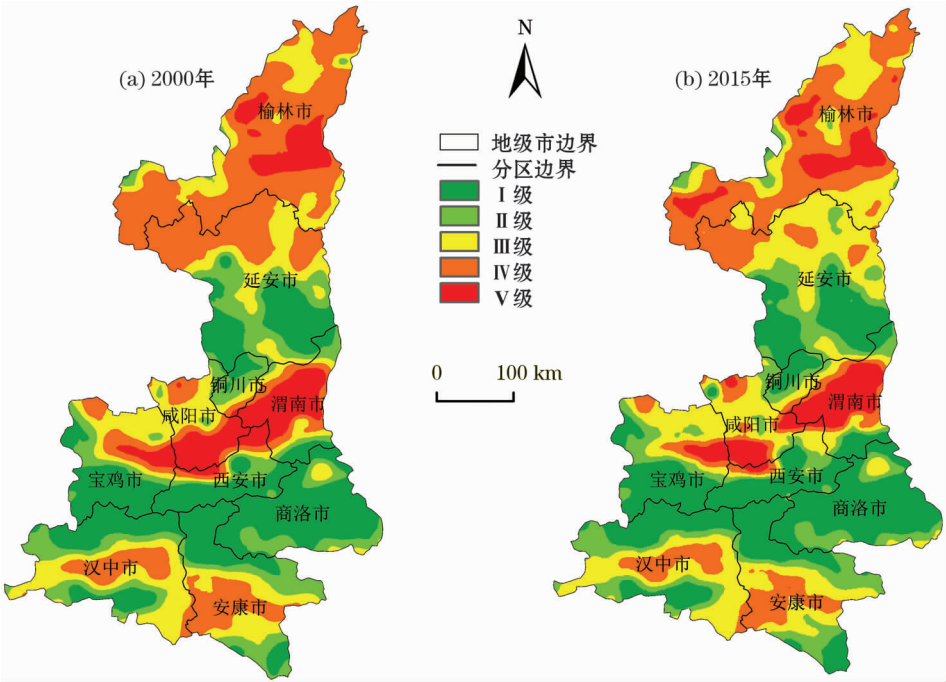 (a) 2000年
榆林市
延安市
铜川市
渭南市
咸阳市
宝鸡市
西安市
商洛市
汉中市
安康市
N
地级市边界
分区边界
Ⅰ级
Ⅱ级
Ⅲ级
Ⅳ级
Ⅴ级
0 100 km
(b) 2015年
榆林市
延安市
铜川市
渭南市
咸阳市
宝鸡市
西安市
商洛市
汉中市
安康市